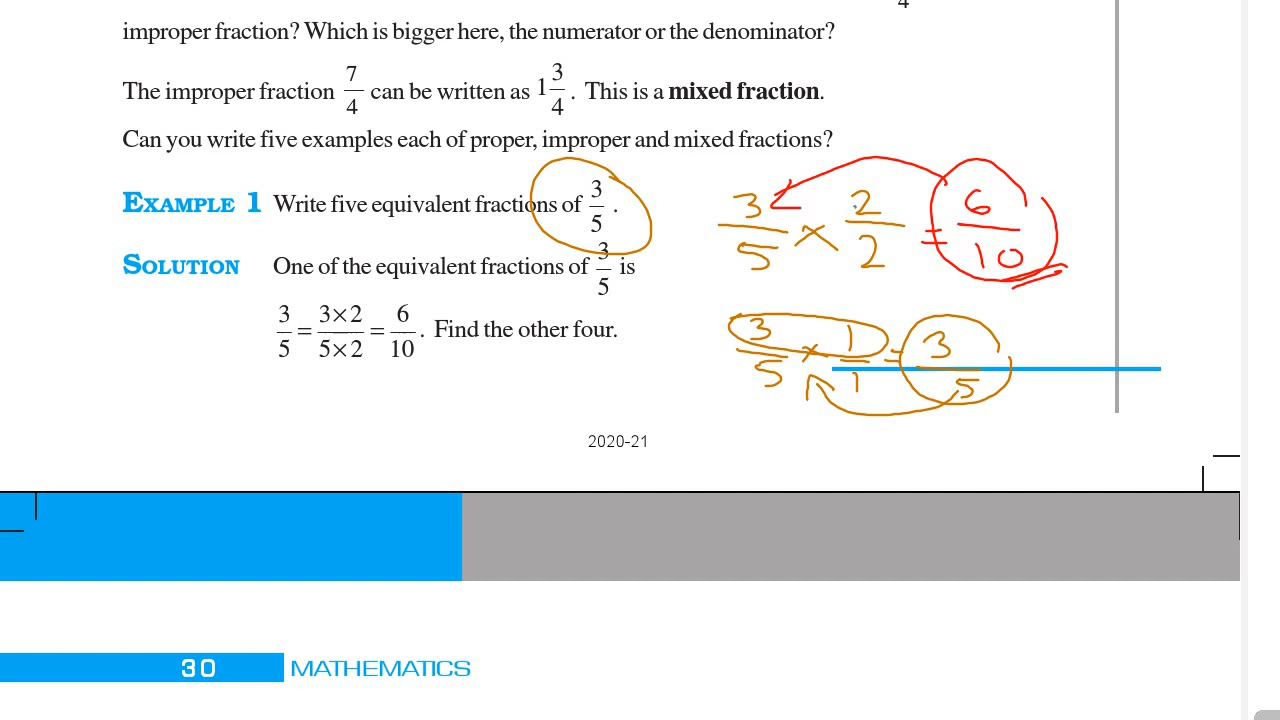 4
improper fraction? Which is bigger here, the numerator or the denominator?
The improper fraction 7/4 can be written as 1 3/4 . This is a mixed fraction.
Can you write five examples each of proper, improper and mixed fractions?
EXAMPLE 1 Write five equivalent fractions of 3/5 .
3/5 × 2/2 = 6/10
SOLUTION One of the equivalent fractions of 3/5 is
3/5 = 3×2/5×2 = 6/10 . Find the other four.
3/5 × 1/1 = 3/5
2020-21
30 MATHEMATICS